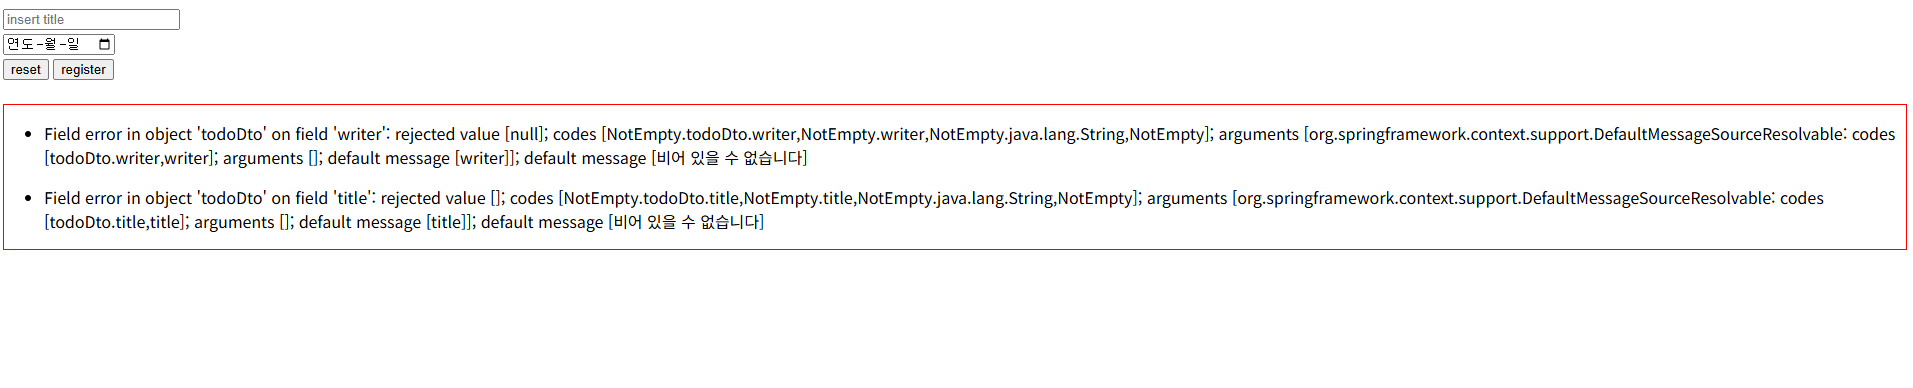 insert title
연도-월-일
reset register
Field error in object 'todoDto' on field 'writer': rejected value [null]; codes [NotEmpty.todoDto.writer,NotEmpty.writer,NotEmpty.java.lang.String,NotEmpty]; arguments [org.springframework.context.support.DefaultMessageSourceResolvable: codes
[todoDto.writer,writer]; arguments []; default message [writer]]; default message [비어 있을 수 없습니다]
Field error in object 'todoDto' on field 'title': rejected value []; codes [NotEmpty.todoDto.title,NotEmpty.title,NotEmpty.java.lang.String,NotEmpty]; arguments [org.springframework.context.support.DefaultMessageSourceResolvable: codes
[todoDto.title,title]; arguments []; default message [title]]; default message [비어 있을 수 없습니다]